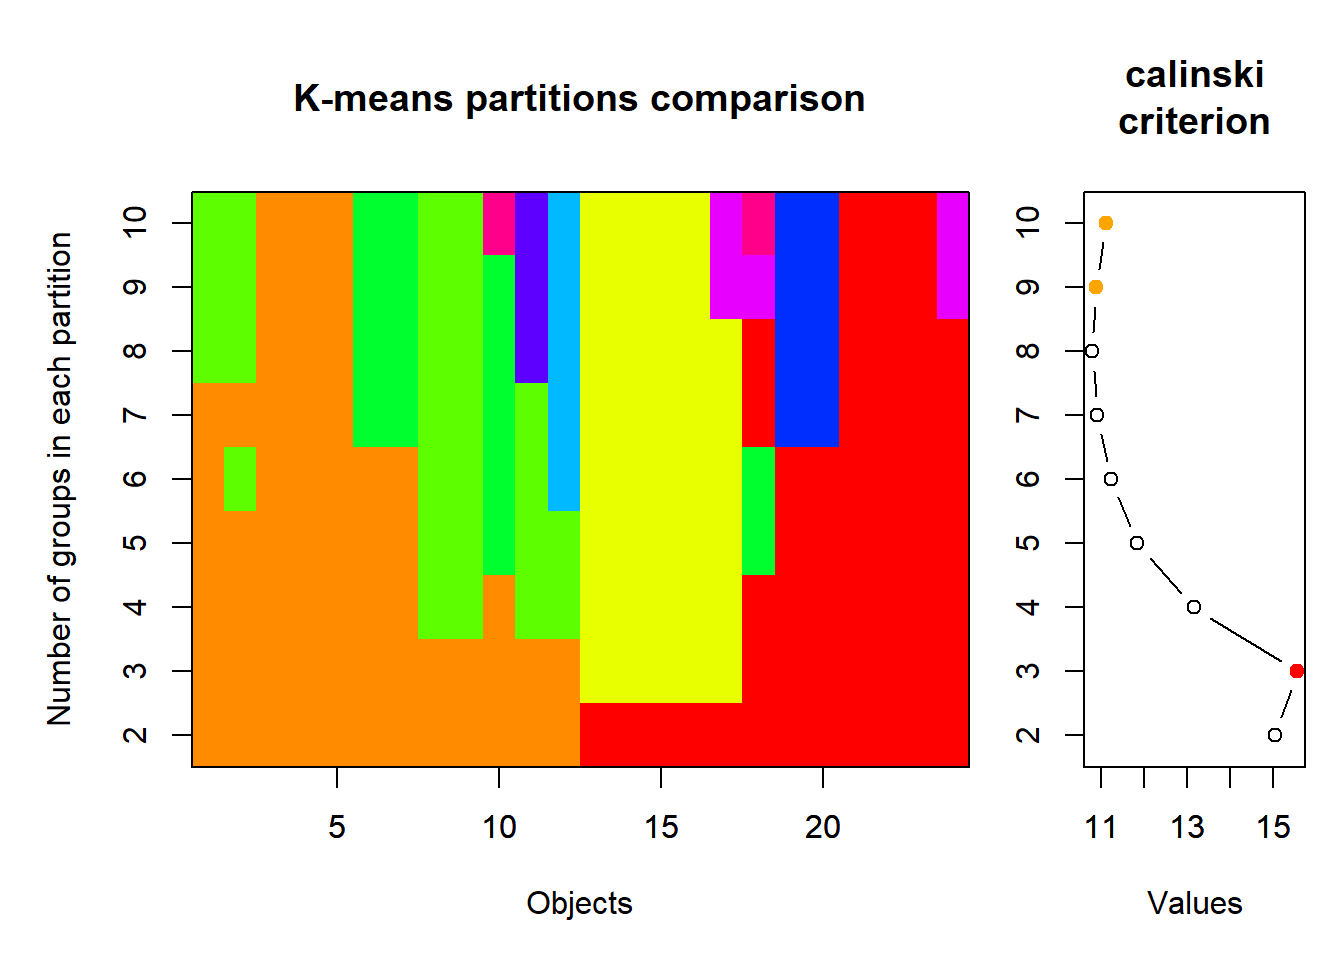 K-means partitions comparison
calinski
criterion
Number of groups in each partition
10
9
8
7
6
5
4
3
2
5 10 15 20
Objects
10
9
8
7
6
5
4
3
2
11 13 15
Values